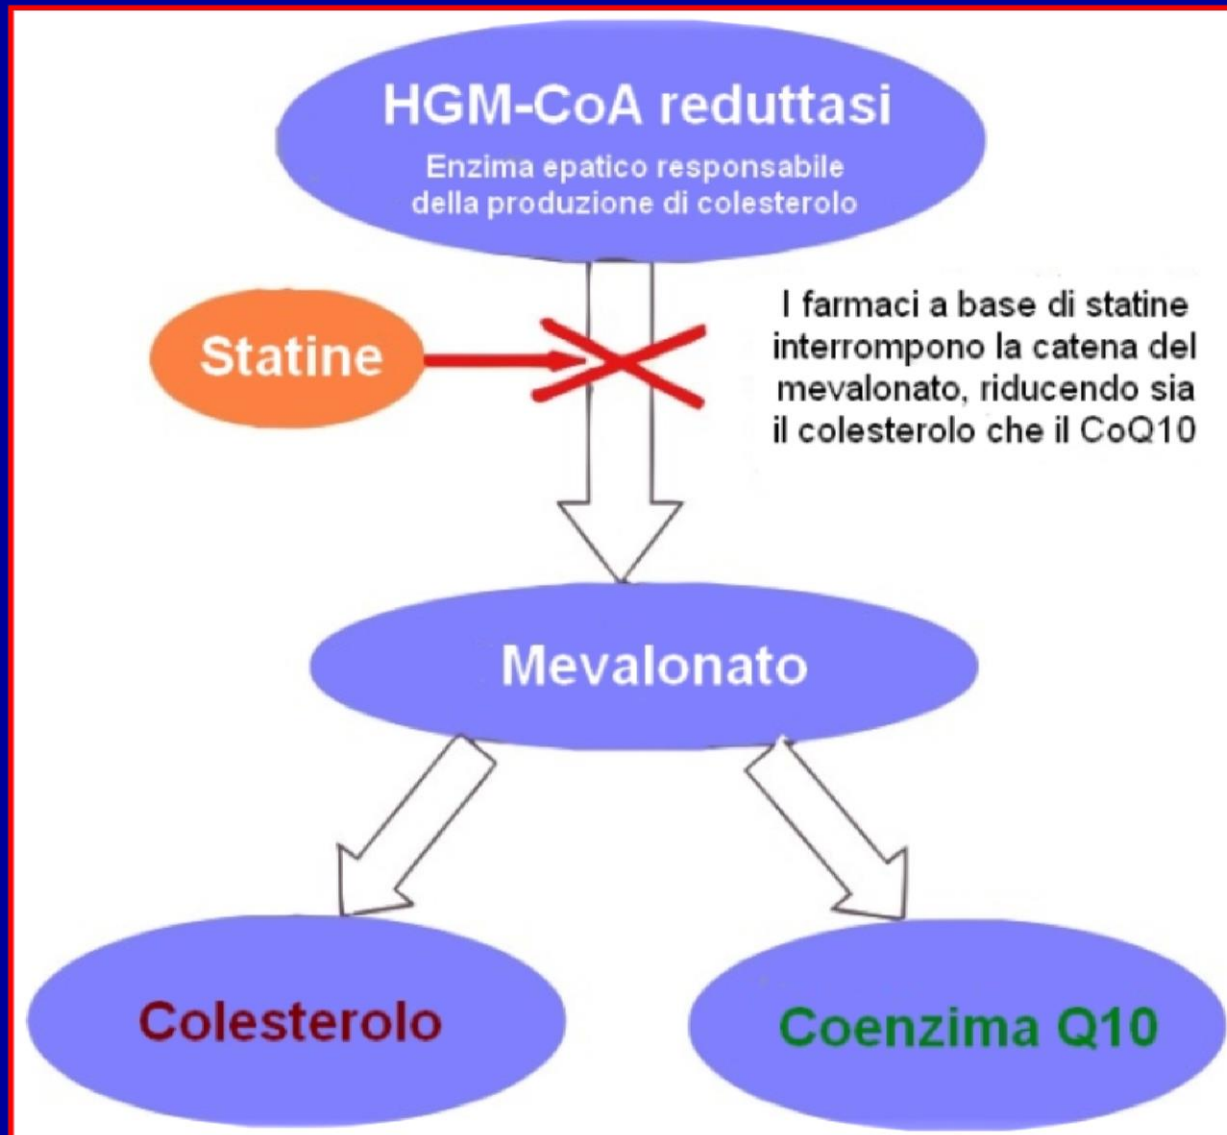 HGM-CoA reduttasi
Enzima epatico responsabile
della produzione di colesterolo
Statine
I farmaci a base di statine
interrompono la catena del
mevalonato, riducendo sia
il colesterolo che il CoQ10
Mevalonato
Colesterolo
Coenzima Q10